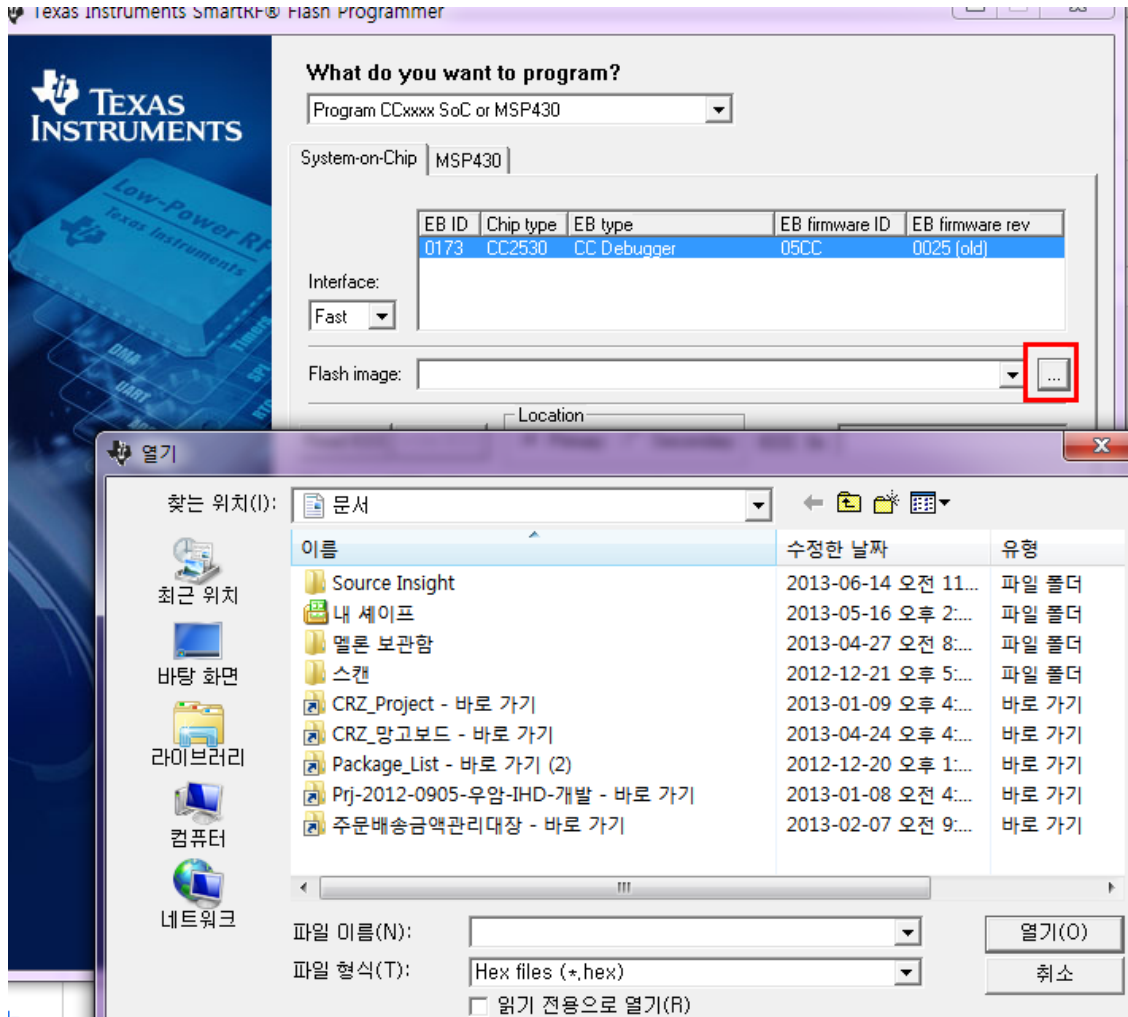 Texas Instruments SmartRF® Flash Programmer
TEXAS
INSTRUMENTS
Low-Power RF
Texas Instruments
DMA
UART
Timers
SPI
RTC
What do you want to program?
Program CCxxxx SoC or MSP430
System-on-Chip MSP430
EB ID Chip type EB type EB firmware ID EB firmware rev
0173 CC2530 CC Debugger 05CC 0025 (old)
Interface:
Fast
Flash image: ...
Location
열기
찾는 위치(I): 문서
이름 수정한 날짜 유형
Source Insight 2013-06-14 오전 11... 파일 폴더
내 셰이프 2013-05-16 오후 2:... 파일 폴더
멜론 보관함 2013-04-27 오전 8:... 파일 폴더
스캔 2012-12-21 오후 5:... 파일 폴더
CRZ_Project - 바로 가기 2013-01-09 오후 4:... 바로 가기
CRZ_망고보드 - 바로 가기 2013-04-24 오후 4:... 바로 가기
Package_List - 바로 가기 (2) 2012-12-20 오후 1:... 바로 가기
Prj-2012-0905-우암-IHD-개발 - 바로 가기 2013-01-08 오전 4:... 바로 가기
주문배송금액관리대장 - 바로 가기 2013-02-07 오전 9:... 바로 가기
최근 위치
바탕 화면
라이브러리
컴퓨터
네트워크
파일 이름(N): 열기(O)
파일 형식(T): Hex files (*,hex) 취소
읽기 전용으로 열기(R)